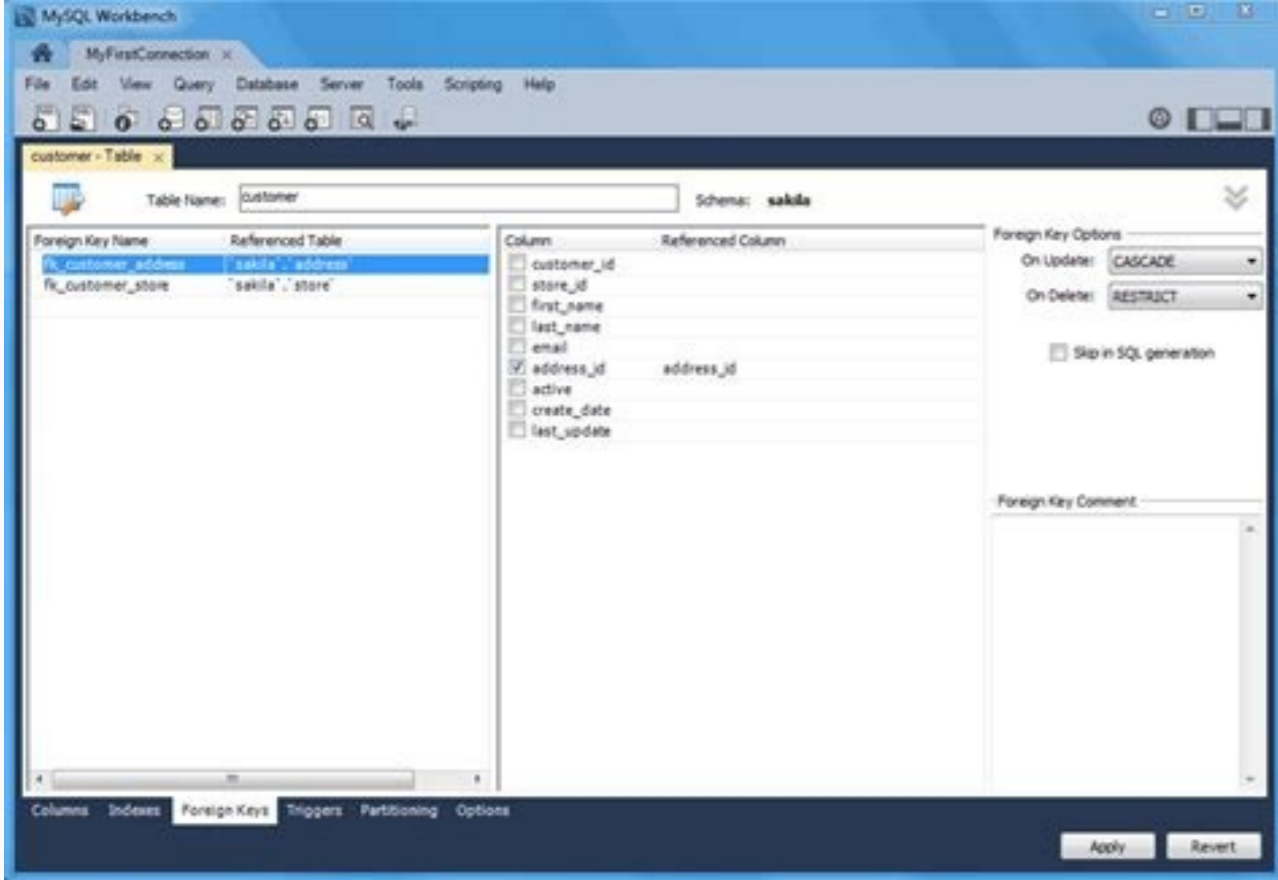 MySQL Workbench
MyFirstConnection ×
File Edit View Query Database Server Tools Scripting Help
customer - Table ×
Table Name: customer Schema: sakila
Foreign Key Name Referenced Table
fk_customer_address `sakila`.`address`
fk_customer_store `sakila`.`store`
Column Referenced Column
customer_id
store_id
first_name
last_name
email
address_id address_id
active
create_date
last_update
Foreign Key Options
On Update: CASCADE
On Delete: RESTRICT
Skip in SQL generation
Foreign Key Comment
Columns Indexes Foreign Keys Triggers Partitioning Options
Apply Revert